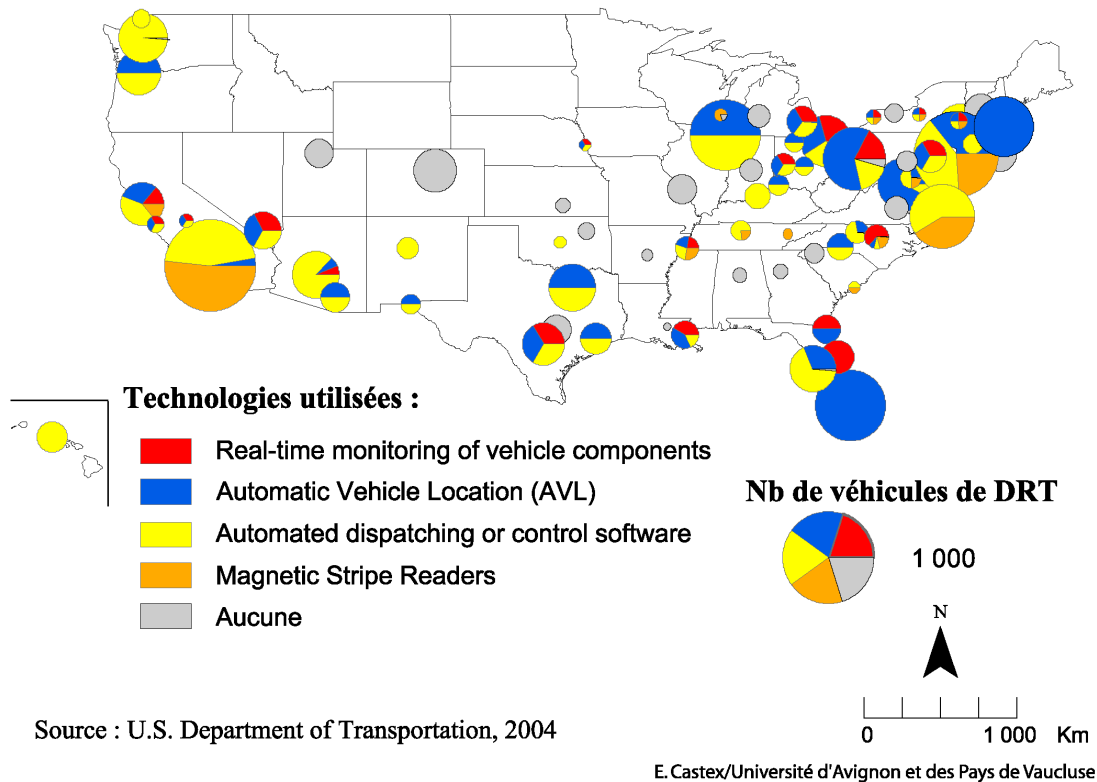 Technologies utilisées :
Real-time monitoring of vehicle components
Automatic Vehicle Location (AVL)
Automated dispatching or control software
Magnetic Stripe Readers
Aucune
Nb de véhicules de DRT
1 000
N
0 1 000 Km
Source : U.S. Department of Transportation, 2004
E. Castex/Université d'Avignon et des Pays de Vaucluse